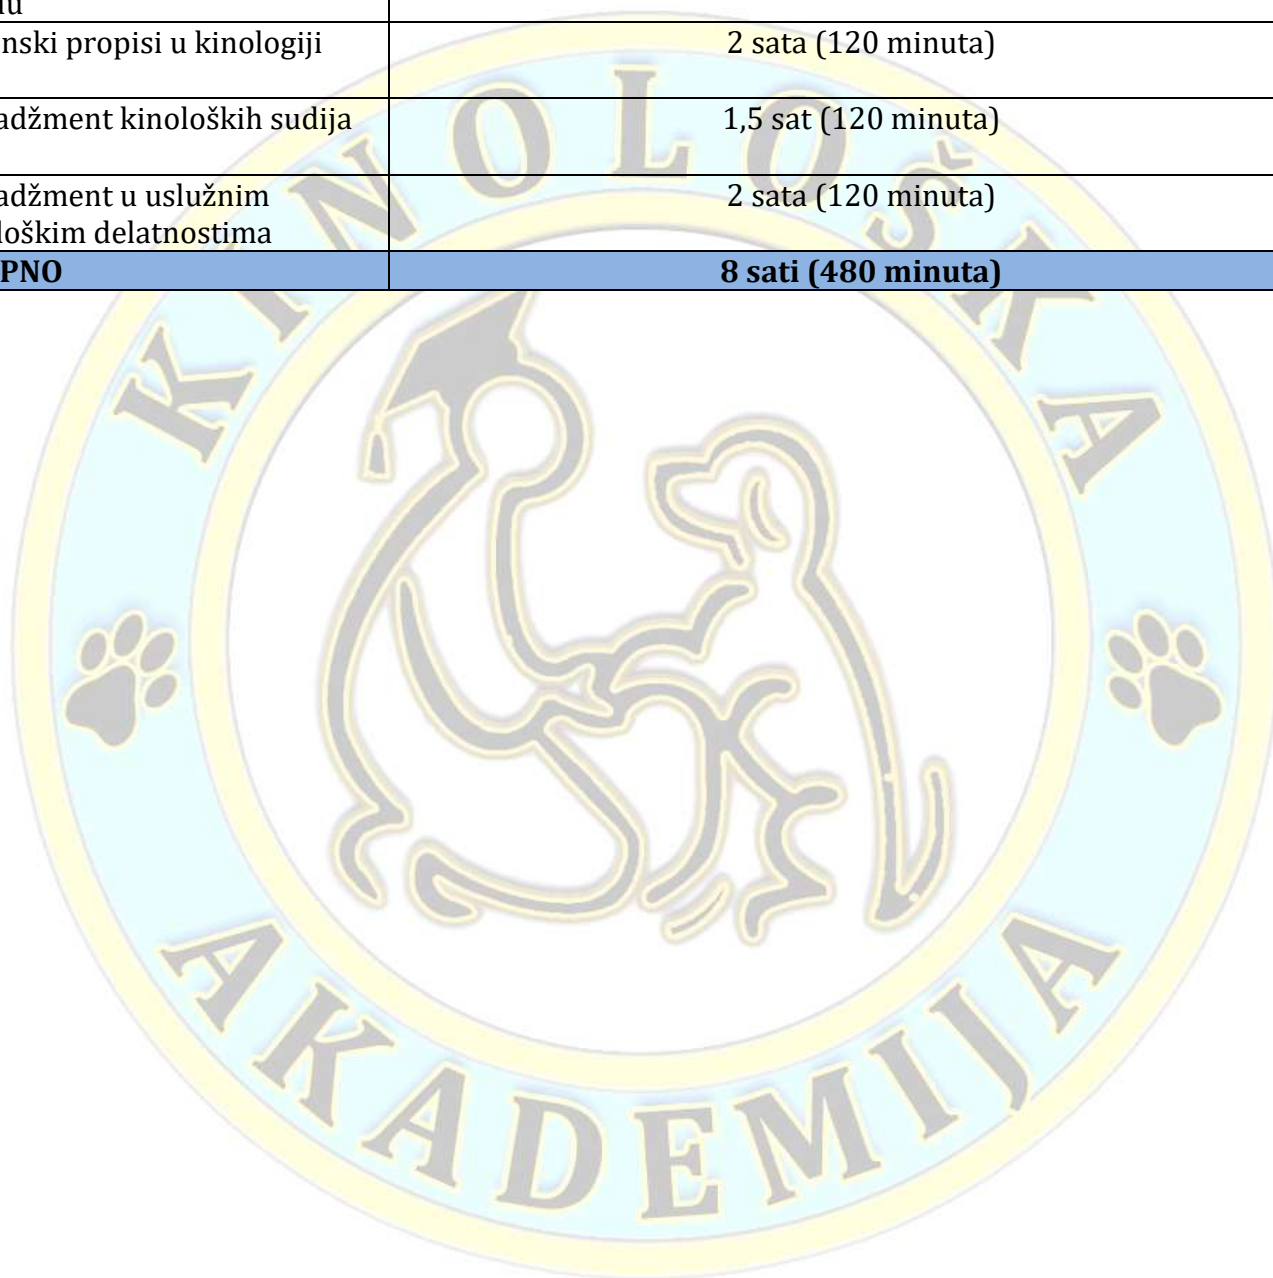 lu
nski propisi u kinologiji
2 sata (120 minuta)
adžment kinoloških sudija
1,5 sat (120 minuta)
adžment u uslužnim
loškim delatnostima
2 sata (120 minuta)
PNO
8 sati (480 minuta)
KINOLOŠKA
AKADEMIJA